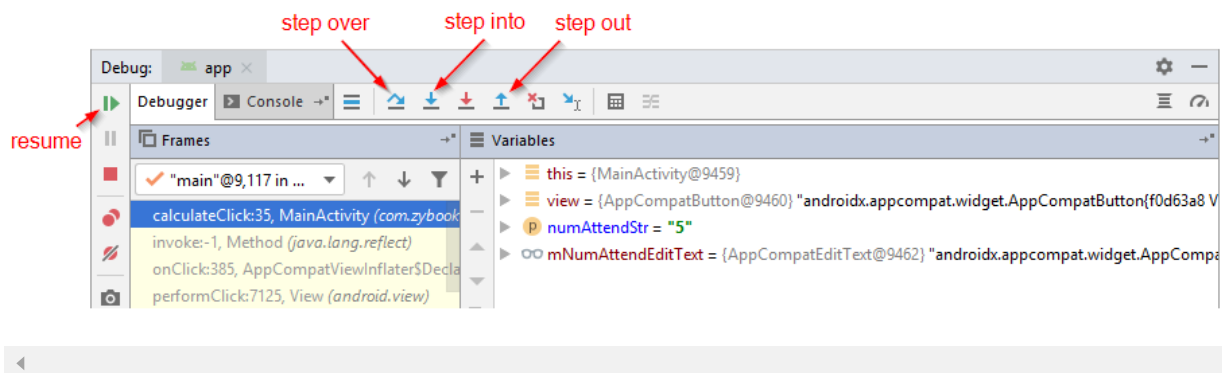 step over step into step out
Debug: app
Debugger Console
resume
Frames Variables
"main"@9,117 in ...
this = {MainActivity@9459}
view = {AppCompatButton@9460} "androidx.appcompat.widget.AppCompatButton{f0d63a8 V
calculateClick:35, MainActivity (com.zybook
numAttendStr = "5"
invoke:-1, Method (java.lang.reflect)
mNumAttendEditText = {AppCompatEditText@9462} "androidx.appcompat.widget.AppCompa
onClick:385, AppCompatViewInflater$Decla
performClick:7125, View (android.view)